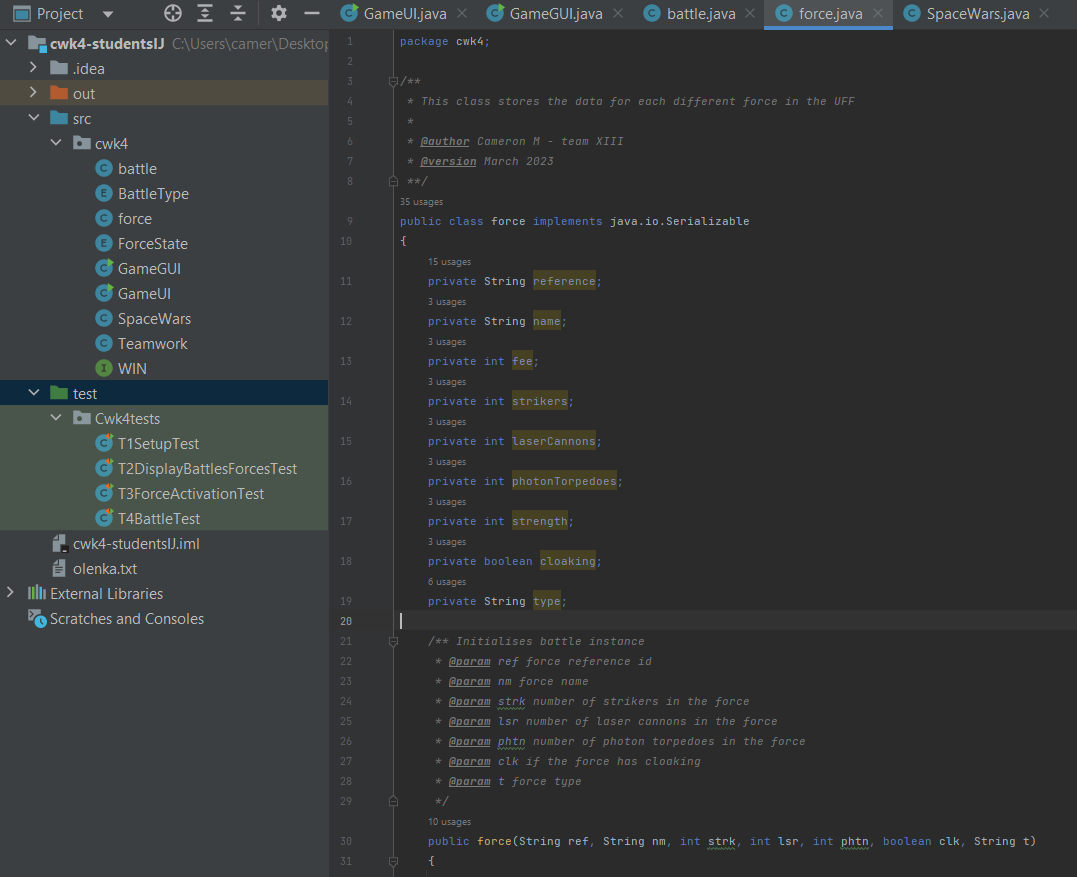 Project
GameUI.java
GameGUI.java
battle.java
force.java
SpaceWars.java
cwk4-studentsIJ C:\Users\camer\Desktop
.idea
out
src
cwk4
battle
BattleType
force
ForceState
GameGUI
GameUI
SpaceWars
Teamwork
WIN
test
Cwk4tests
T1SetupTest
T2DisplayBattlesForcesTest
T3ForceActivationTest
T4BattleTest
cwk4-studentsIJ.iml
olenka.txt
External Libraries
Scratches and Consoles
1 package cwk4;
2
3 /**
4 * This class stores the data for each different force in the UFF
5 *
6 * @author Cameron M - team XIII
7 * @version March 2023
8 **/
35 usages
9 public class force implements java.io.Serializable
10 {
15 usages
11 private String reference;
3 usages
12 private String name;
3 usages
13 private int fee;
3 usages
14 private int strikers;
3 usages
15 private int laserCannons;
3 usages
16 private int photonTorpedoes;
3 usages
17 private int strength;
3 usages
18 private boolean cloaking;
6 usages
19 private String type;
20
21 /** Initialises battle instance
22 * @param ref force reference id
23 * @param nm force name
24 * @param strk number of strikers in the force
25 * @param lsr number of laser cannons in the force
26 * @param phtn number of photon torpedoes in the force
27 * @param clk if the force has cloaking
28 * @param t force type
29 */
10 usages
30 public force(String ref, String nm, int strk, int lsr, int phtn, boolean clk, String t)
31 {